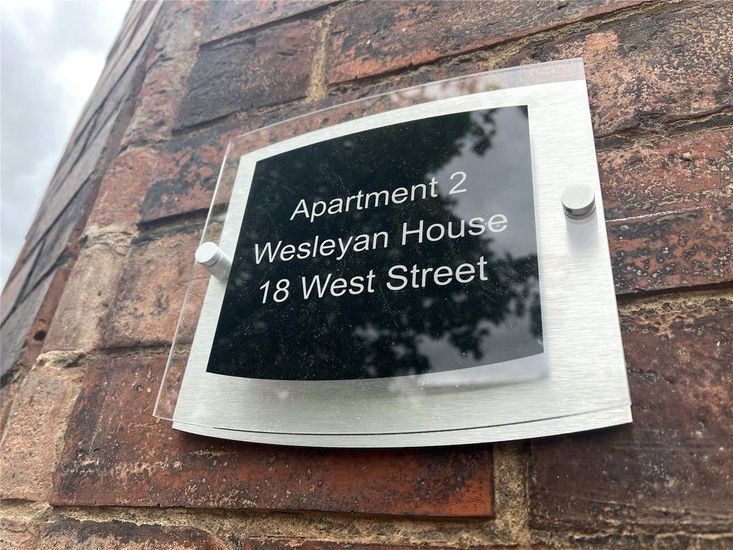 Apartment 2
Wesleyan House
18 West Street